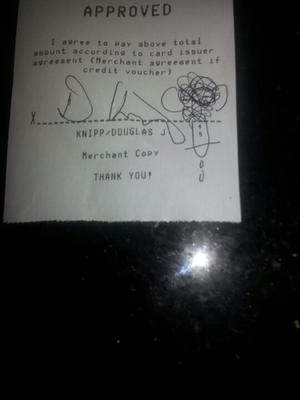 APPROVED
I agree to pay above total
amount according to card issuer
agreement (Merchant agreement if
credit voucher)
X
KNIPP/DOUGLAS J
Merchant Copy
THANK YOU!